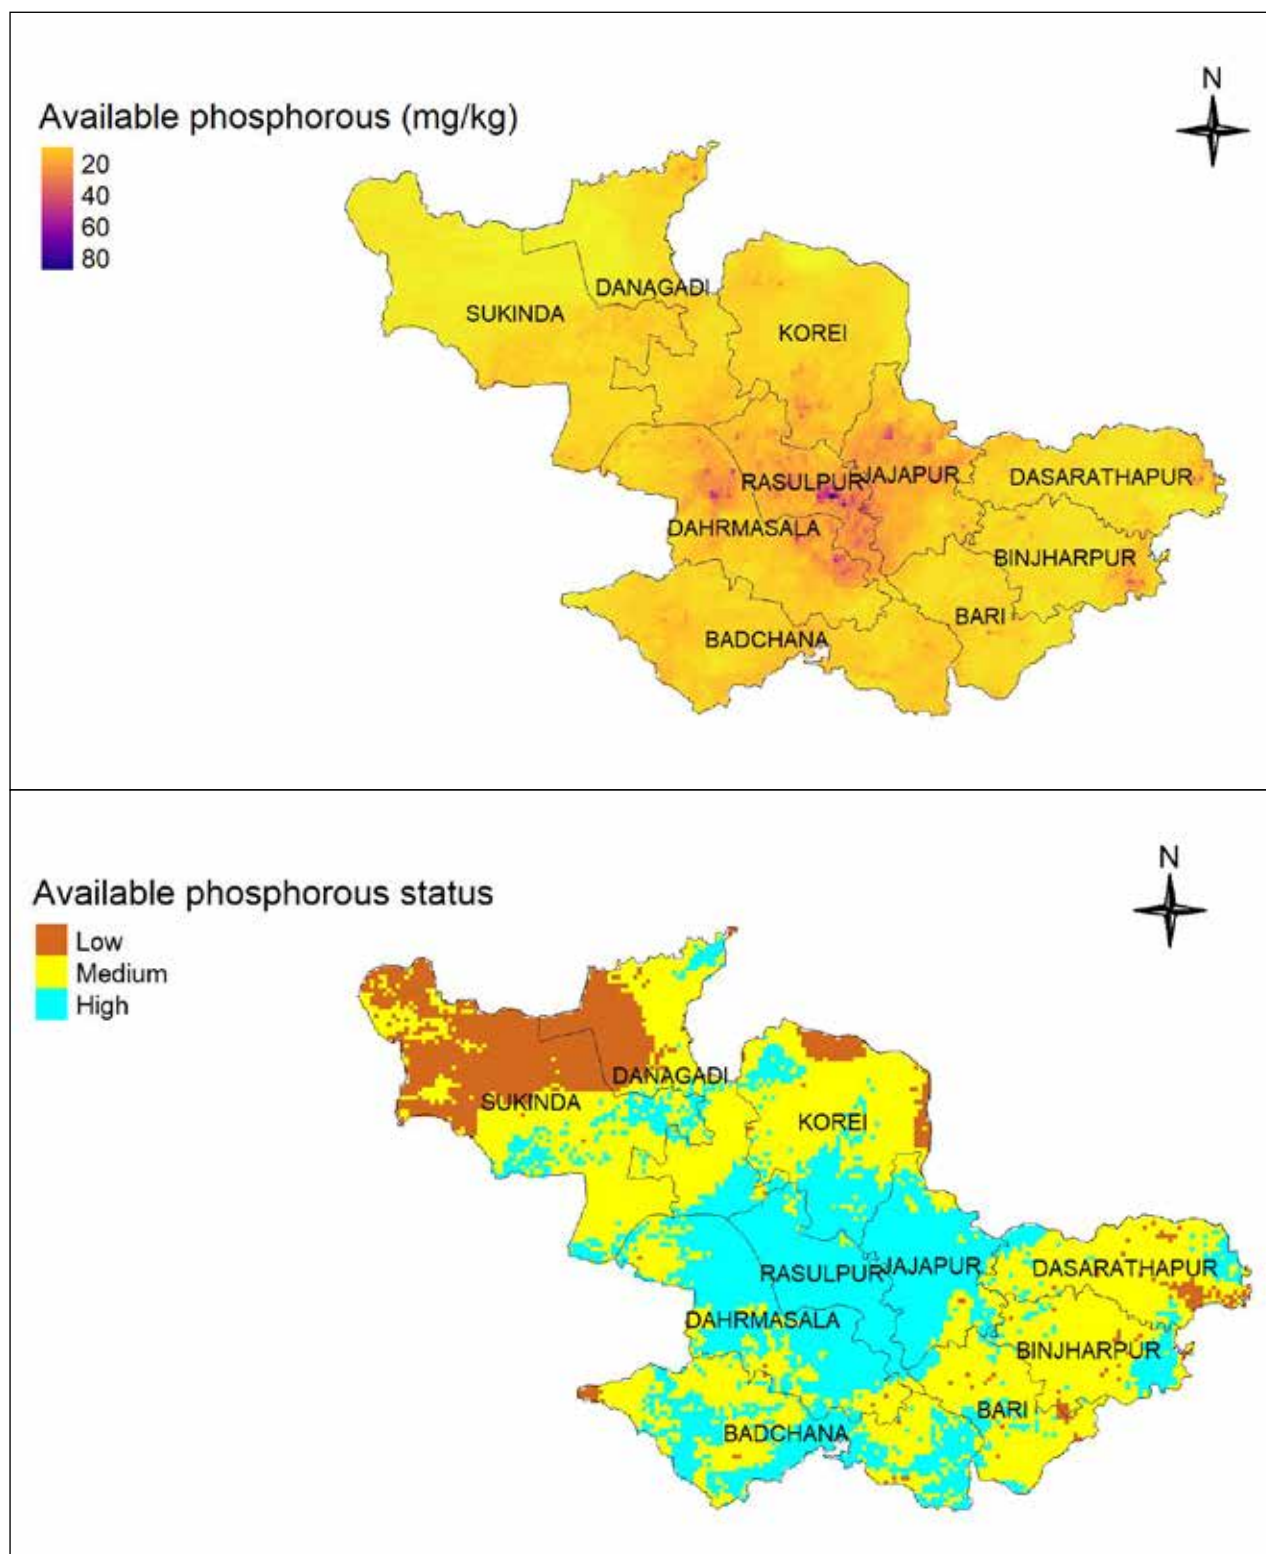 N
Available phosphorous (mg/kg)
20
40
60
80
DANAGADI
SUKINDA
KOREI
RASULPUR
JAJAPUR
DASARATHAPUR
DAHRMASALA
BINJHARPUR
BARI
BADCHANA
N
Available phosphorous status
Low
Medium
High
DANAGADI
SUKINDA
KOREI
RASULPUR
JAJAPUR
DASARATHAPUR
DAHRMASALA
BINJHARPUR
BARI
BADCHANA